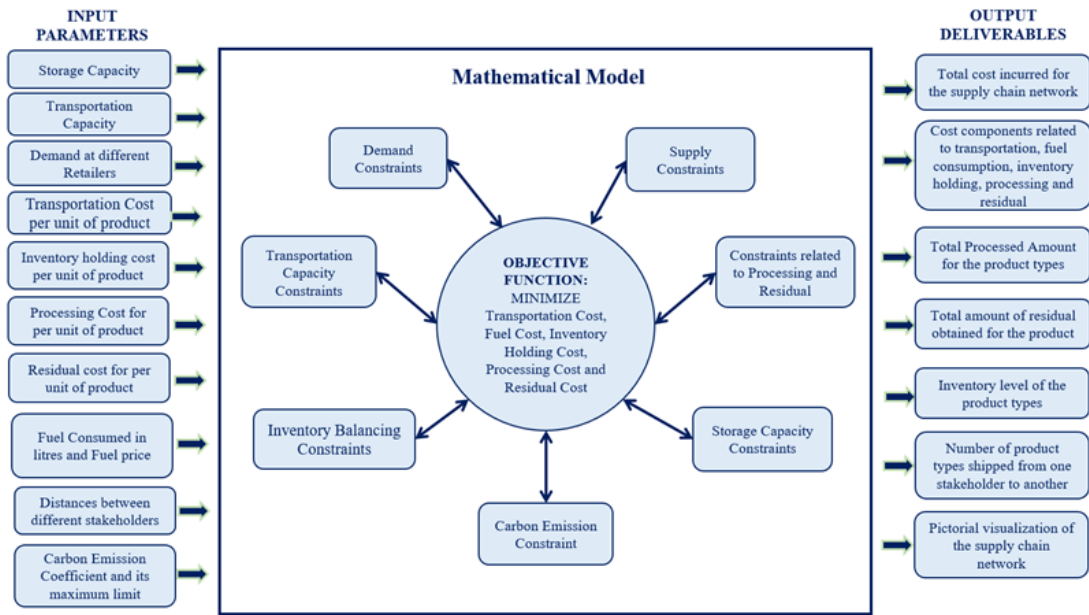 INPUT
PARAMETERS
Storage Capacity
Transportation
Capacity
Demand at different
Retailers
Transportation Cost
per unit of product
Inventory holding
cost per unit of product
Processing Cost for
per unit of product
Residual cost for per
unit of product
Fuel Consumed in
litres and Fuel price
Distances between
different stakeholders
Carbon Emission
Coefficient and its
maximum limit
Mathematical Model
Demand
Constraints
Supply
Constraints
Transportation
Capacity
Constraints
Constraints related
to Processing and
Residual
OBJECTIVE
FUNCTION:
MINIMIZE
Transportation Cost,
Fuel Cost, Inventory
Holding Cost,
Processing Cost and
Residual Cost
Inventory Balancing
Constraints
Storage Capacity
Constraints
Carbon Emission
Constraint
OUTPUT
DELIVERABLES
Total cost incurred for
the supply chain network
Cost components related
to transportation, fuel
consumption, inventory
holding, processing and
residual
Total Processed Amount
for the product types
Total amount of residual
obtained for the product
Inventory level of the
product types
Number of product
types shipped from one
stakeholder to another
Pictorial visualization of
the supply chain
network